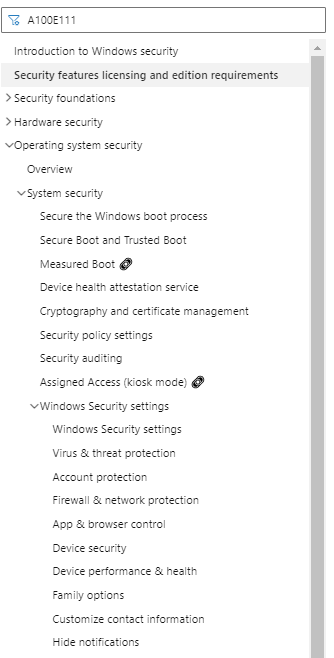 A100E111
Introduction to Windows security
Security features licensing and edition requirements
Security foundations
Hardware security
Operating system security
Overview
System security
Secure the Windows boot process
Secure Boot and Trusted Boot
Measured Boot
Device health attestation service
Cryptography and certificate management
Security policy settings
Security auditing
Assigned Access (kiosk mode)
Windows Security settings
Windows Security settings
Virus & threat protection
Account protection
Firewall & network protection
App & browser control
Device security
Device performance & health
Family options
Customize contact information
Hide notifications